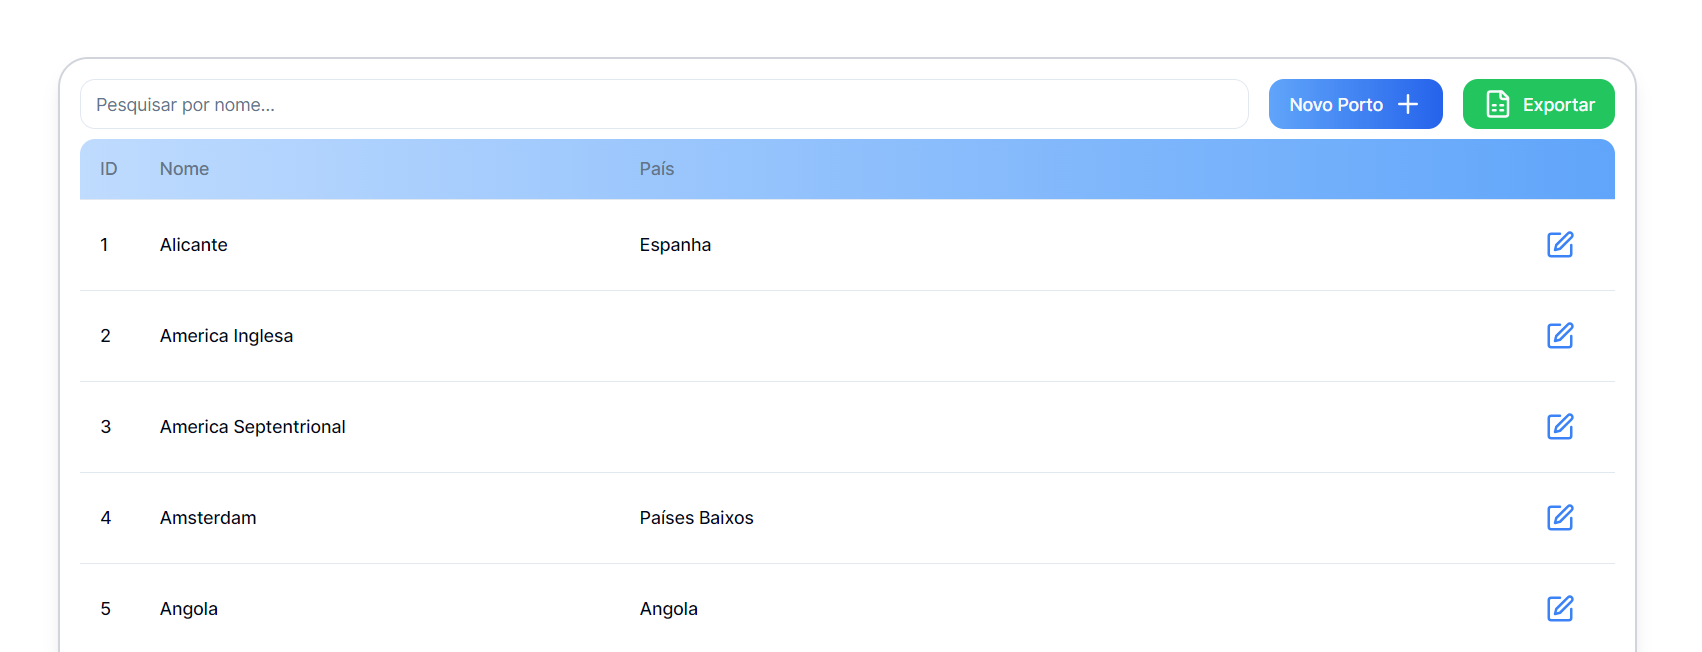 Pesquisar por nome...
Novo Porto
Exportar
ID Nome País
1 Alicante Espanha
2 America Inglesa
3 America Septentrional
4 Amsterdam Países Baixos
5 Angola Angola